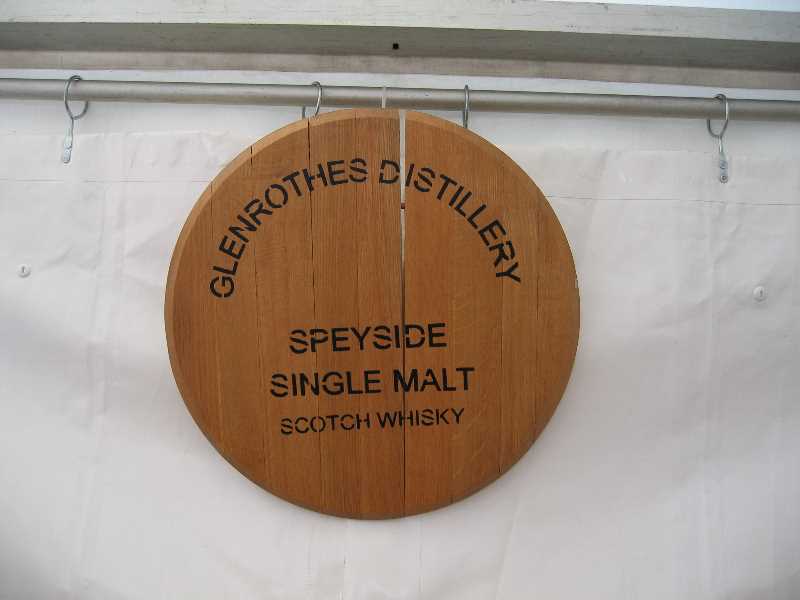 GLENROTHES DISTILLERY
SPEYSIDE
SINGLE MALT
SCOTCH WHISKY